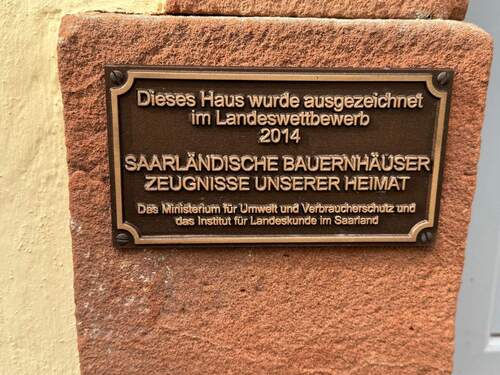 Dieses Haus wurde ausgezeichnet
im Landeswettbewerb
2014
SAARLÄNDISCHE BAUERNHÄUSER
ZEUGNISSE UNSERER HEIMAT
Das Ministerium für Umwelt und Verbraucherschutz und
das Institut für Landeskunde im Saarland